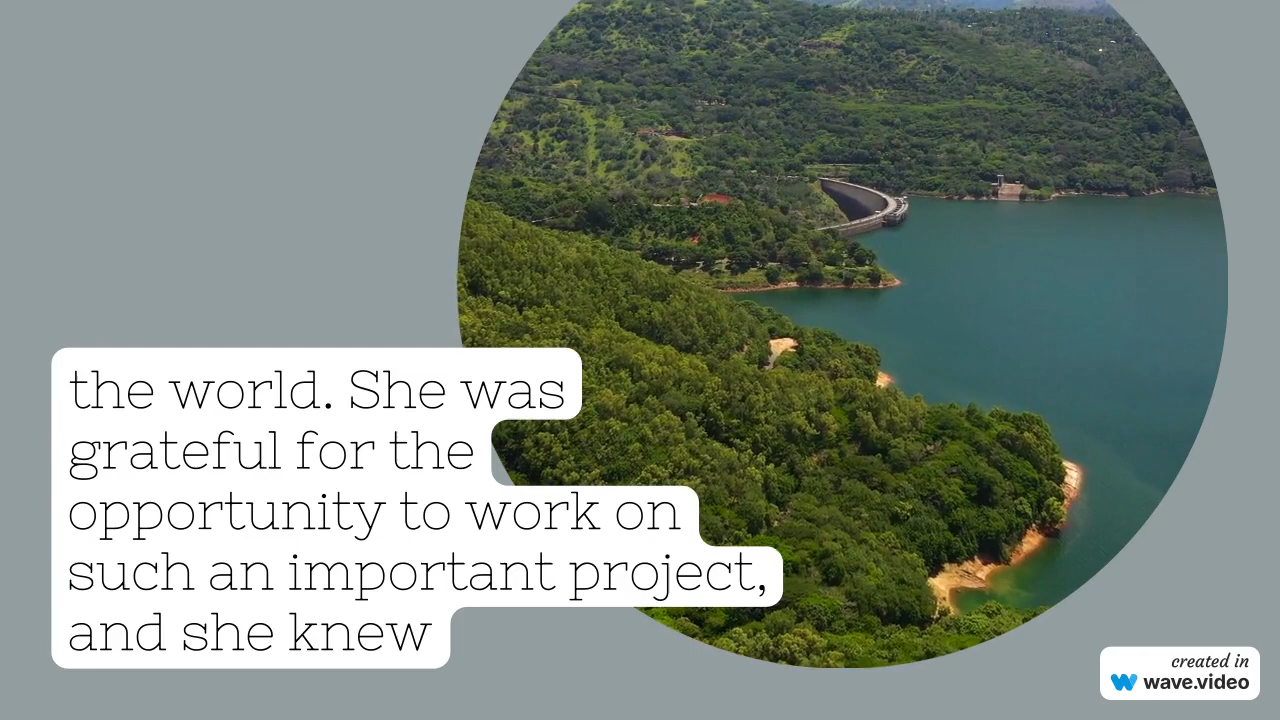 the world. She was
grateful for the
opportunity to work on
such an important project,
and she knew
created in
wave.video